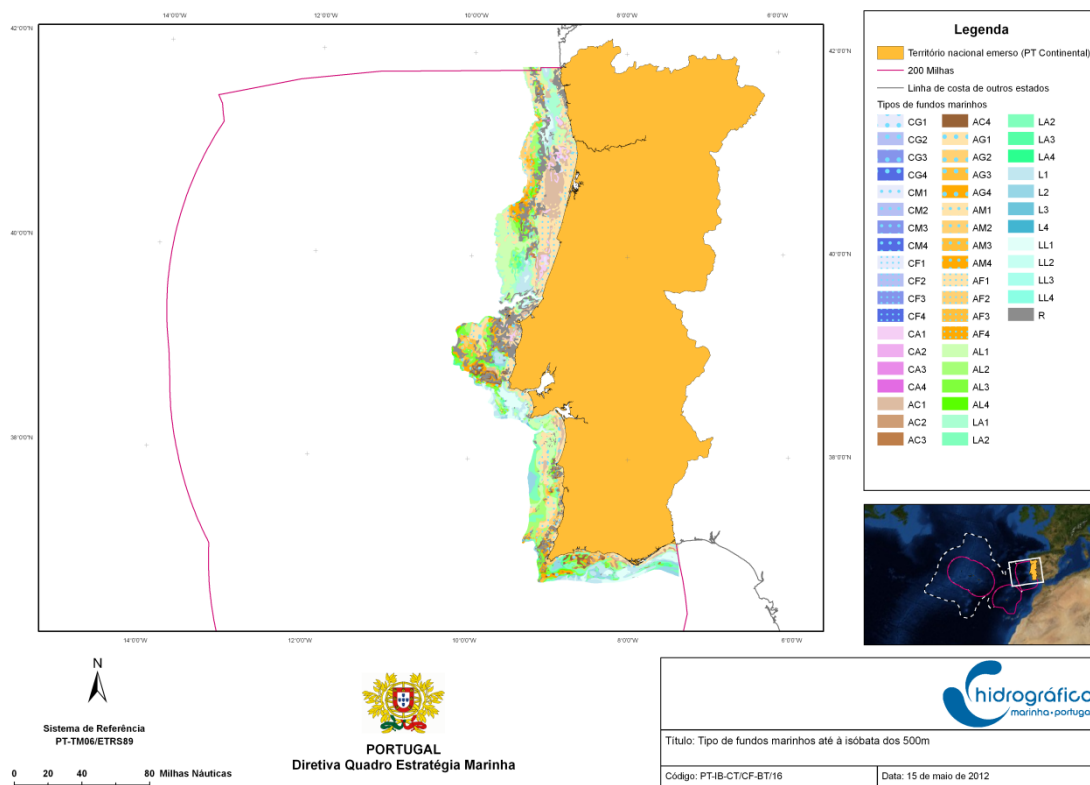 14°0'0"W
12°0'0"W
10°0'0"W
8°0'0"W
6°0'0"W
42°0'0"N
42°0'0"N
40°0'0"N
40°0'0"N
38°0'0"N
38°0'0"N
14°0'0"W
12°0'0"W
10°0'0"W
8°0'0"W
6°0'0"W
Legenda
Território nacional emerso (PT Continental)
200 Milhas
Linha de costa de outros estados
Tipos de fundos marinhos
CG1
CG2
CG3
CG4
CM1
CM2
CM3
CM4
CF1
CF2
CF3
CF4
CA1
CA2
CA3
CA4
AC1
AC2
AC3
AC4
AG1
AG2
AG3
AG4
AM1
AM2
AM3
AM4
AF1
AF2
AF3
AF4
AL1
AL2
AL3
AL4
LA1
LA2
LA2
LA3
LA4
L1
L2
L3
L4
LL1
LL2
LL3
LL4
R
N
Sistema de Referência
PT-TM06/ETRS89
0 20 40 80 Milhas Náuticas
PORTUGAL
Diretiva Quadro Estratégia Marinha
hidrográfico
marinha - portugal
Título: Tipo de fundos marinhos até à isóbata dos 500m
Código: PT-IB-CT/CF-BT/16
Data: 15 de maio de 2012